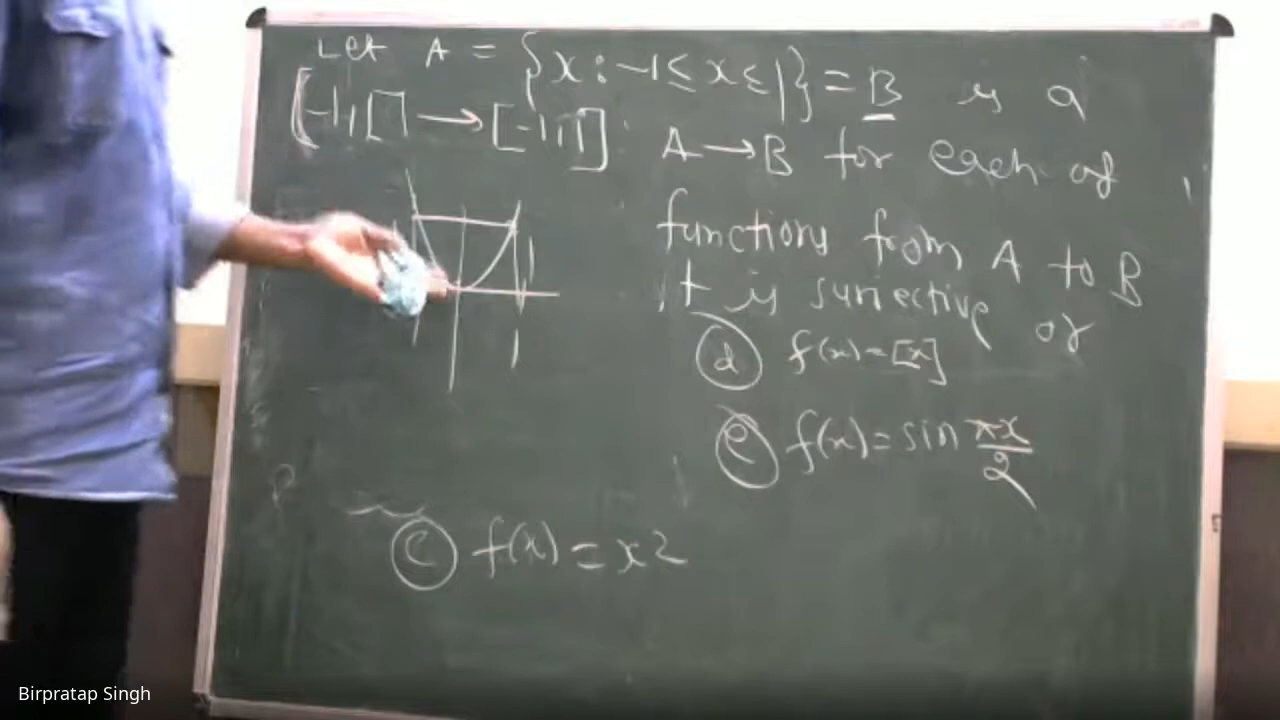 Let A = {x : -1 ≤ x ≤ 1} = B is a
[-1,1] → [-1,1]
A → B for each of
functions from A to B
It is surjective or
(d) f(x) = [x]
(e) f(x) = sin πx/2
(c) f(x) = x2
Birpratap Singh